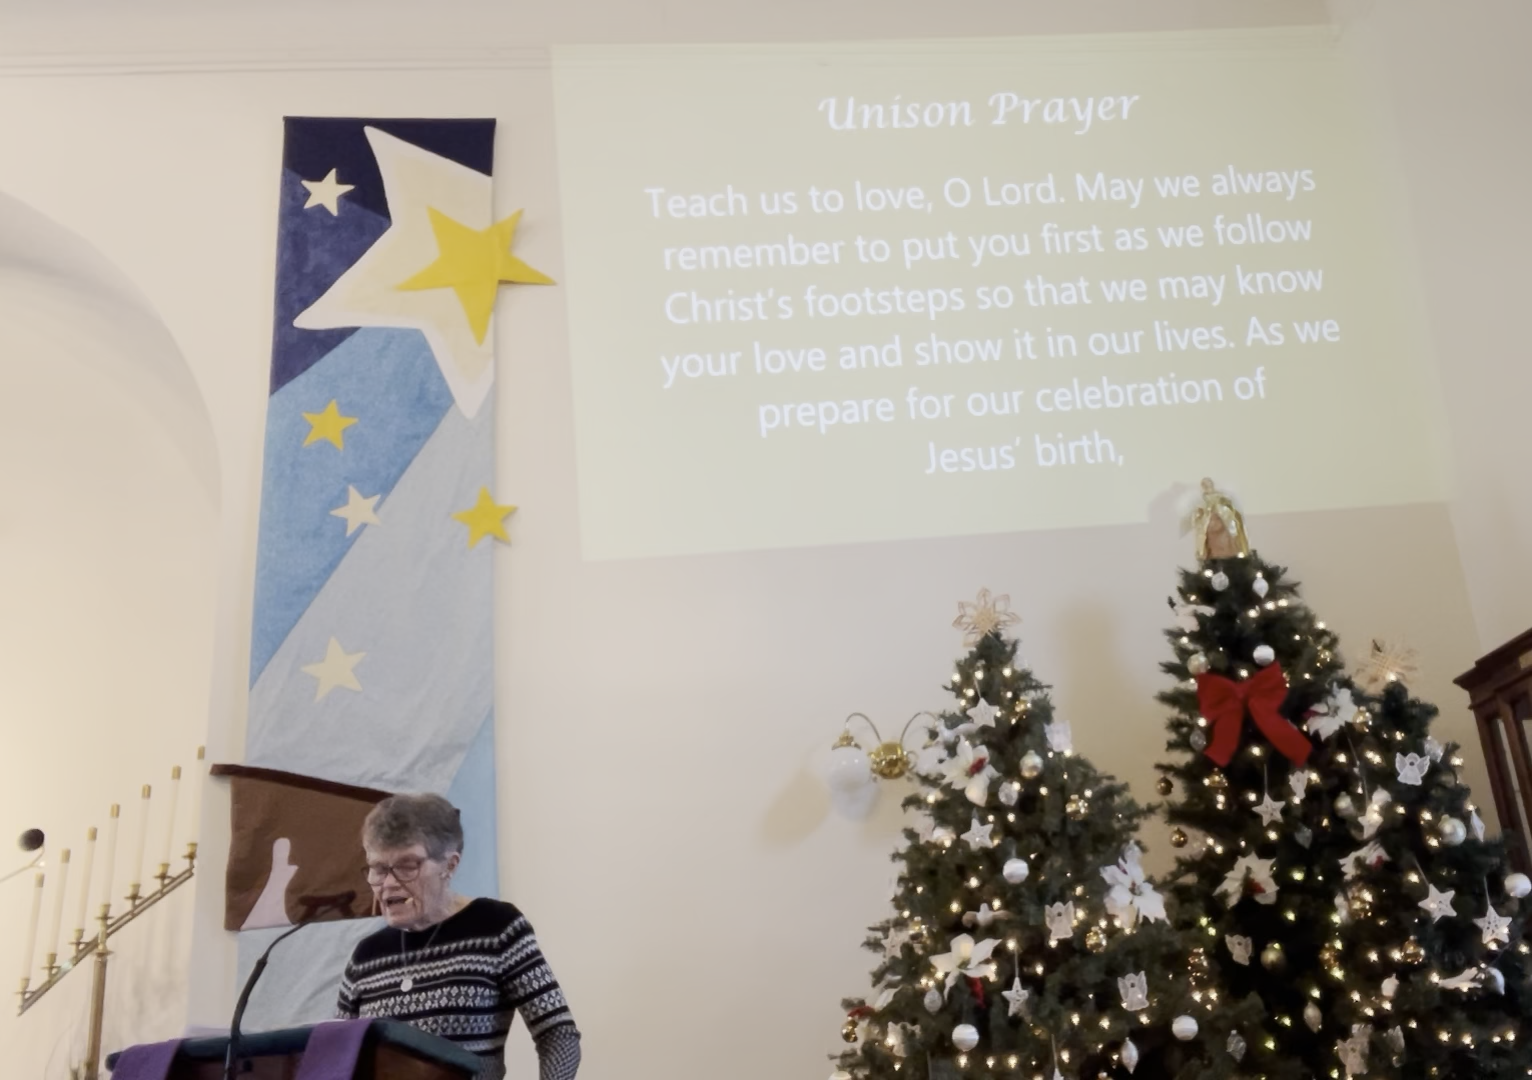 Unison Prayer
Teach us to love, O Lord. May we always
remember to put you first as we follow
Christ's footsteps so that we may know
your love and show it in our lives. As we
prepare for our celebration of
Jesus' birth,